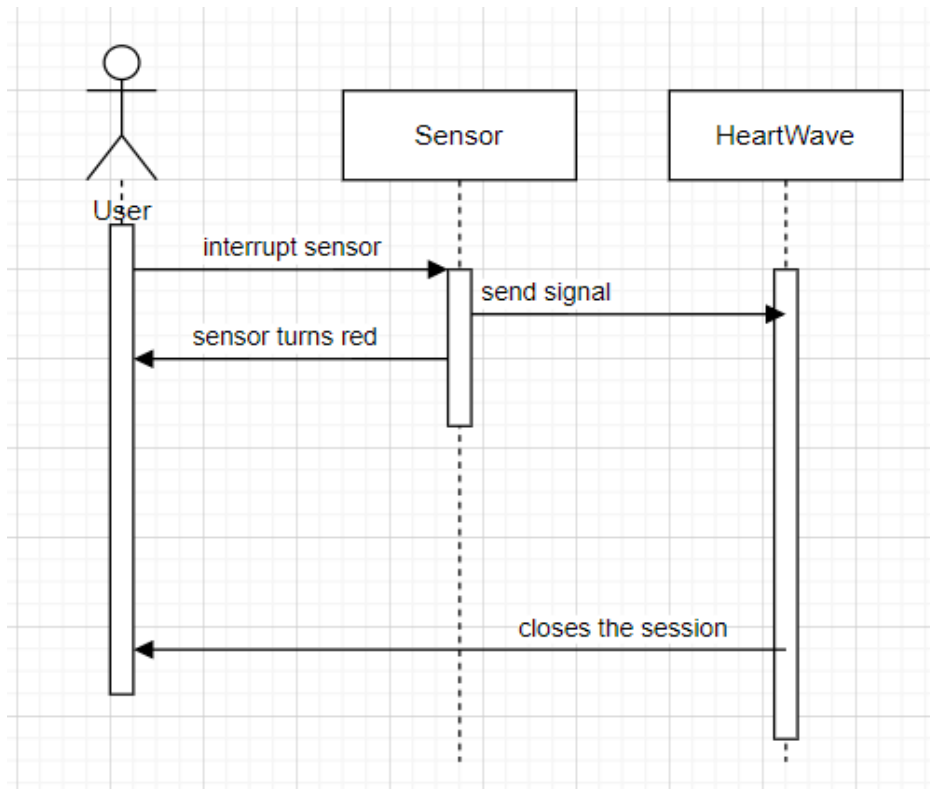 Sensor
HeartWave
User
interrupt sensor
send signal
sensor turns red
closes the session